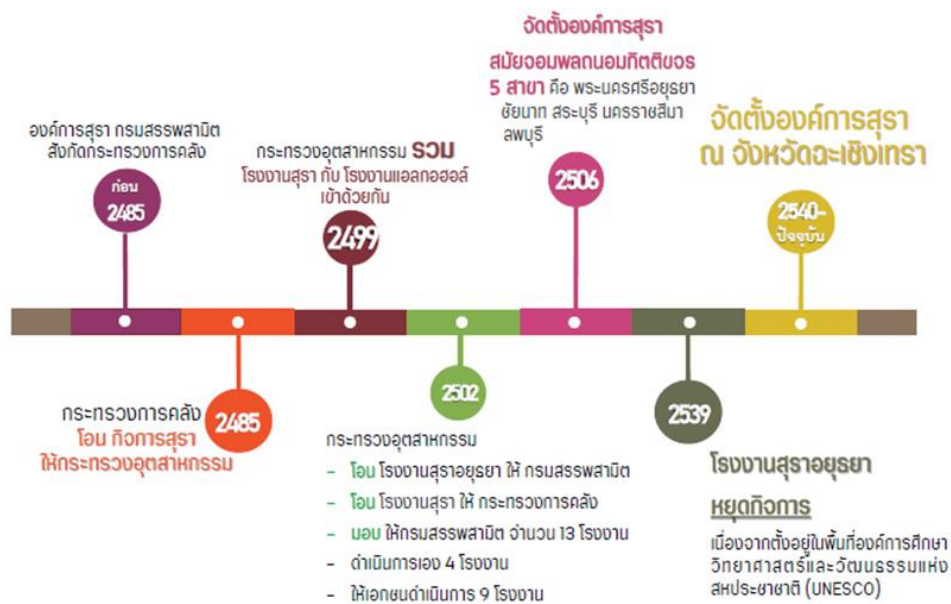 องค์การสุรา กรมสรรพสามิต
สังกัดกระทรวงการคลัง
ก่อน
2485
กระทรวงการคลัง
โอน กิจการสุรา
ให้กระทรวงอุตสาหกรรม
2485
กระทรวงอุตสาหกรรม รวม
โรงงานสุรา กับ โรงงานแอลกอฮอล์
เข้าด้วยกัน
2499
2502
กระทรวงอุตสาหกรรม
- โอน โรงงานสุราอยุธยา ให้ กรมสรรพสามิต
- โอน โรงงานสุรา ให้ กระทรวงการคลัง
- มอบ ให้กรมสรรพสามิต จำนวน 13 โรงงาน
- ดำเนินการเอง 4 โรงงาน
- ให้เอกชนดำเนินการ 9 โรงงาน
จัดตั้งองค์การสุรา
สมัยจอมพลถนอมกิตติขจร
5 สาขา คือ พระนครศรีอยุธยา
ชัยนาท สระบุรี นครราชสีมา
ลพบุรี
2506
2539
โรงงานสุราอยุธยา
หยุดกิจการ
เนื่องจากตั้งอยู่ในพื้นที่องค์การศึกษา
วิทยาศาสตร์และวัฒนธรรมแห่ง
สหประชาชาติ (UNESCO)
จัดตั้งองค์การสุรา
ณ จังหวัดฉะเชิงเทรา
2540-
ปัจจุบัน